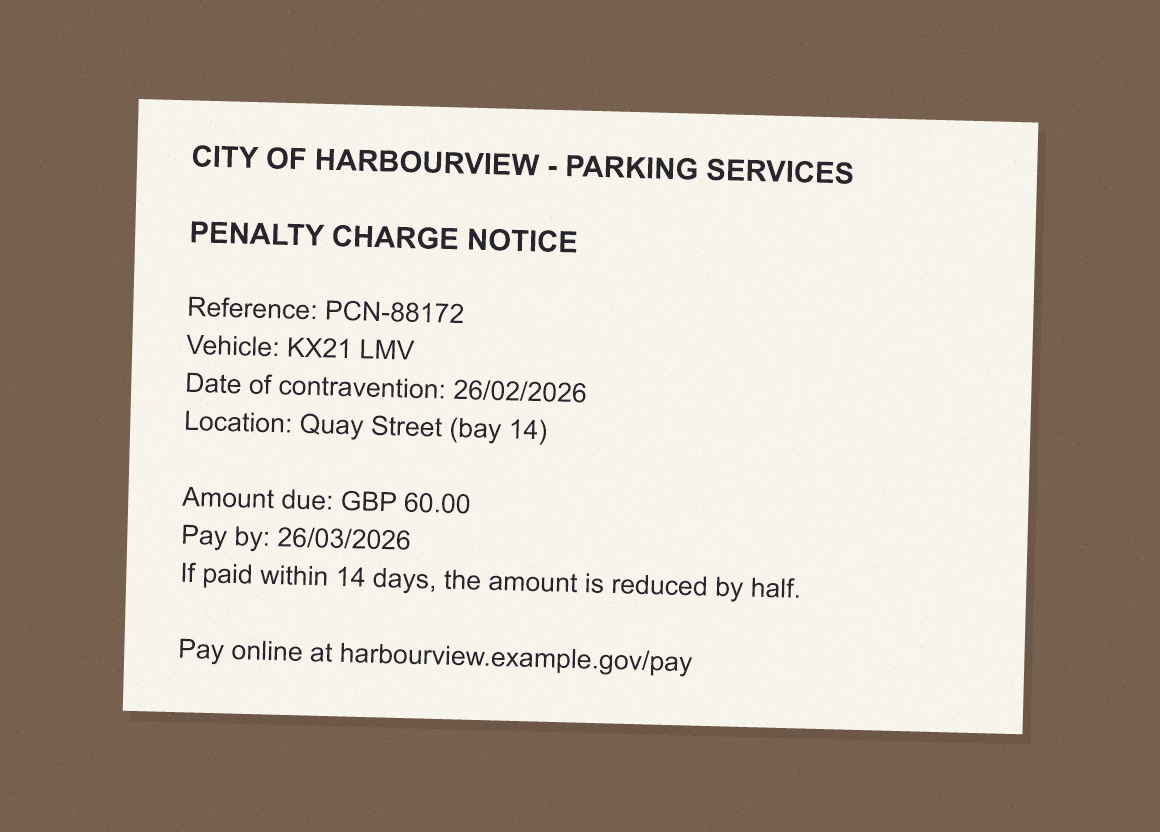 CITY OF HARBOURVIEW - PARKING SERVICES
PENALTY CHARGE NOTICE
Reference: PCN-88172
Vehicle: KX21 LMV
Date of contravention: 26/02/2026
Location: Quay Street (bay 14)
Amount due: GBP 60.00
Pay by: 26/03/2026
If paid within 14 days, the amount is reduced by half.
Pay online at harbourview.example.gov/pay